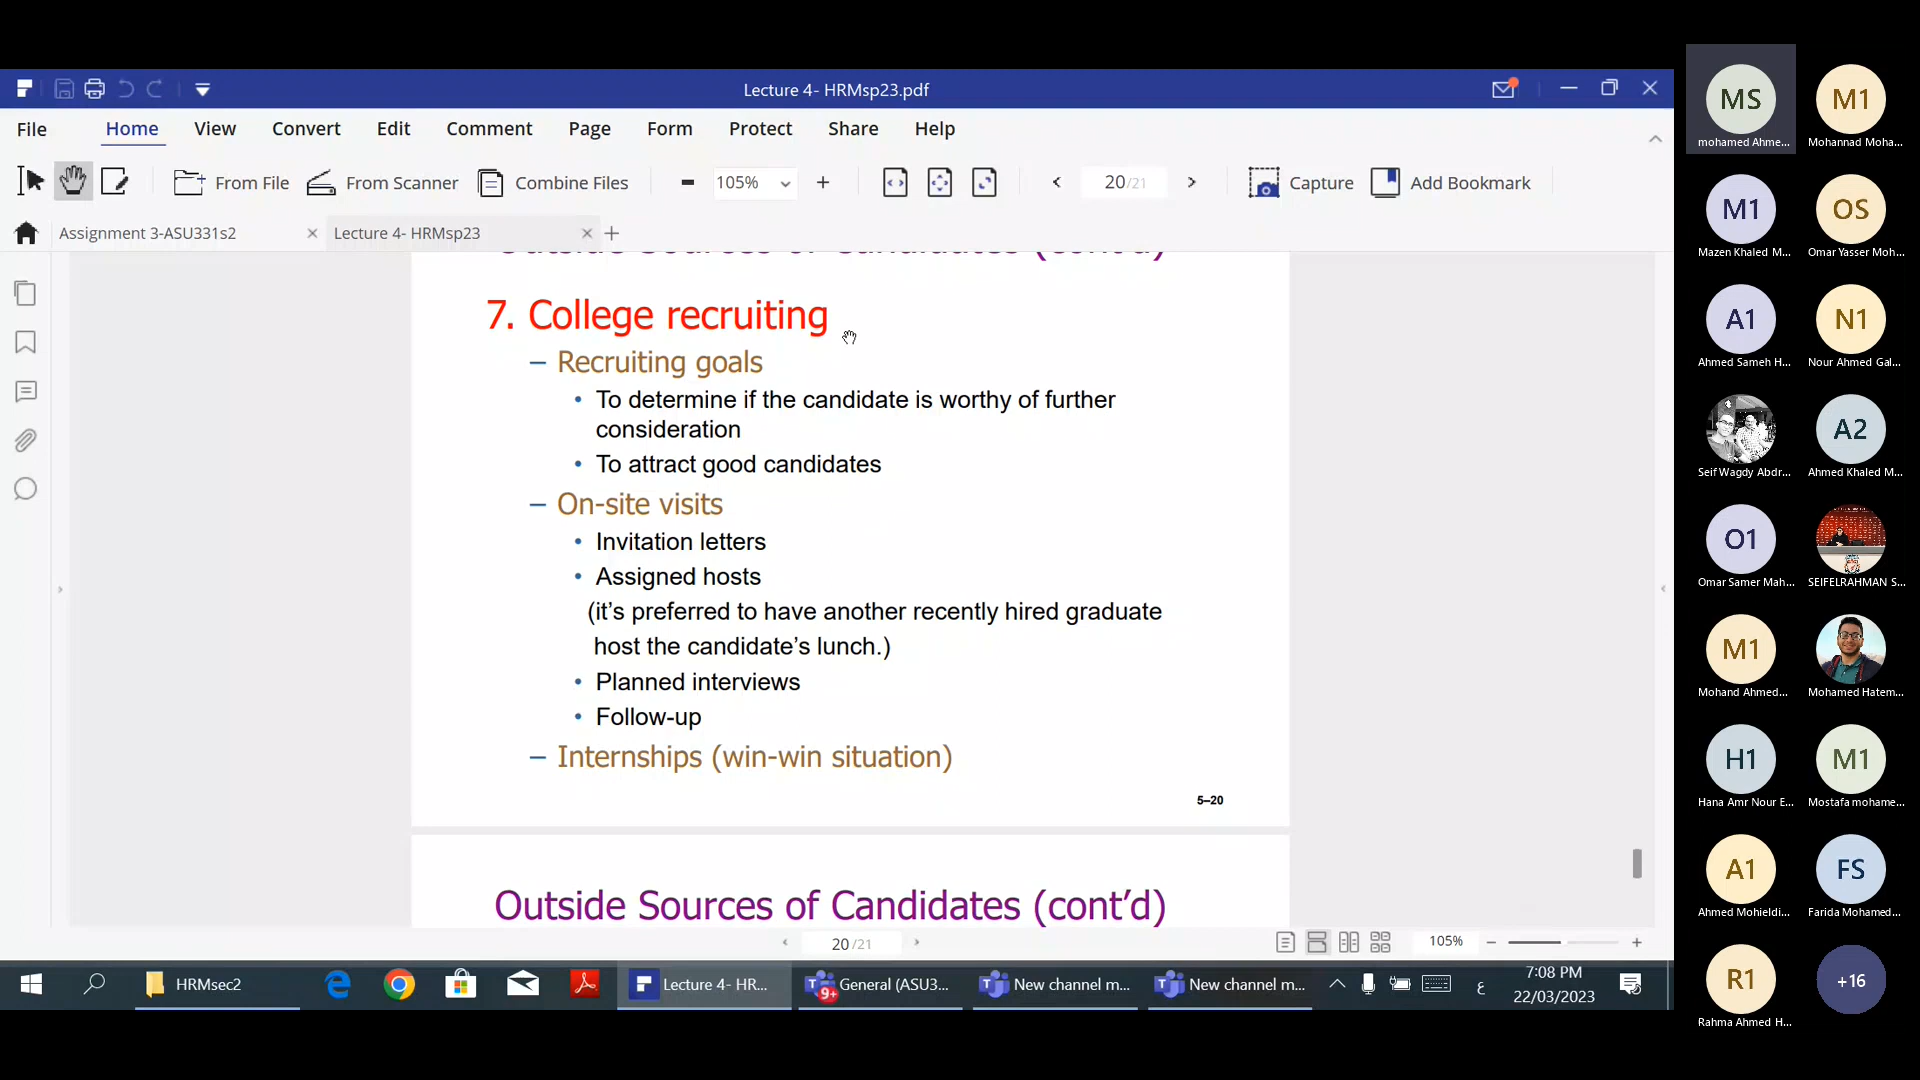 Lecture 4- HRMsp23.pdf
File Home View Convert Edit Comment Page Form Protect Share Help
From File From Scanner Combine Files 105% 20/21 Capture Add Bookmark
Assignment 3-ASU331s2 Lecture 4- HRMsp23
Outside Sources of Candidates (cont'd)
7. College recruiting
– Recruiting goals
• To determine if the candidate is worthy of further
consideration
• To attract good candidates
– On-site visits
• Invitation letters
• Assigned hosts
(it’s preferred to have another recently hired graduate
host the candidate’s lunch.)
• Planned interviews
• Follow-up
– Internships (win-win situation)
5–20
Outside Sources of Candidates (cont’d)
20/21 105%
HRMsec2 Lecture 4- HR... 9+ General (ASU3... New channel m... New channel m... ع
7:08 PM
22/03/2023
MS M1
mohamed Ahme... Mohannad Moha...
M1 OS
Mazen Khaled M... Omar Yasser Moh...
A1 N1
Ahmed Sameh H... Nour Ahmed Gal...
A2
Seif Wagdy Abdr... Ahmed Khaled M...
O1
Omar Samer Mah... SEIFELRAHMAN S...
M1
Mohand Ahmed... Mohamed Hatem...
H1 M1
Hana Amr Nour E... Mostafa mohame...
A1 FS
Ahmed Mohieldi... Farida Mohamed...
R1 +16
Rahma Ahmed H...